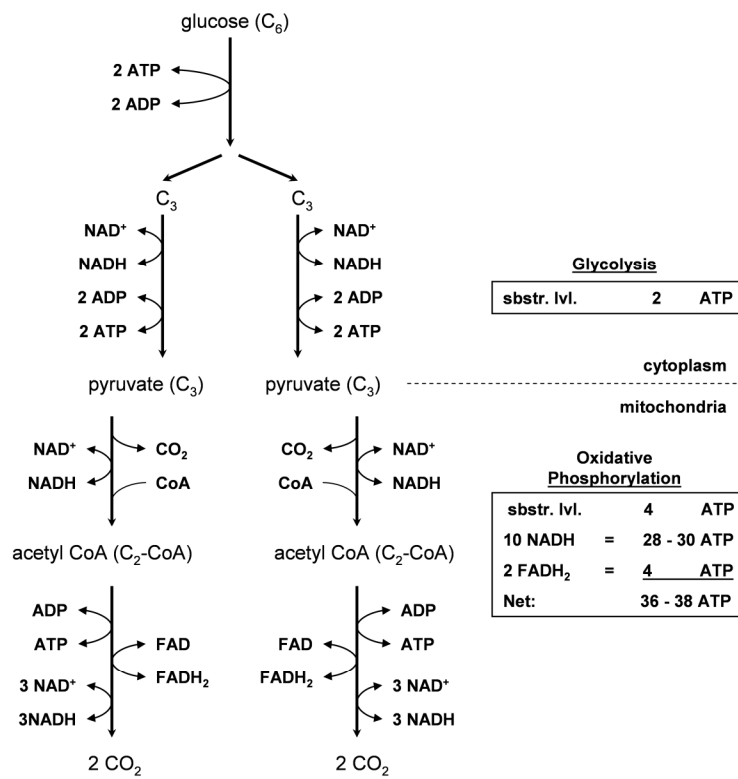 glucose (C₆)
2 ATP
2 ADP
C₃ C₃
NAD⁺ NAD⁺
NADH NADH
2 ADP 2 ADP
2 ATP 2 ATP
pyruvate (C₃) pyruvate (C₃)
Glycolysis
sbstr. lvl. 2 ATP
cytoplasm
mitochondria
NAD⁺ CO₂ CO₂ NAD⁺
NADH CoA CoA NADH
acetyl CoA (C₂-CoA) acetyl CoA (C₂-CoA)
Oxidative
Phosphorylation
sbstr. lvl. 4 ATP
10 NADH = 28 - 30 ATP
2 FADH₂ = 4 ATP
Net: 36 - 38 ATP
ADP ADP
ATP FAD FAD ATP
FADH₂ FADH₂
3 NAD⁺ 3 NAD⁺
3NADH 3 NADH
2 CO₂ 2 CO₂